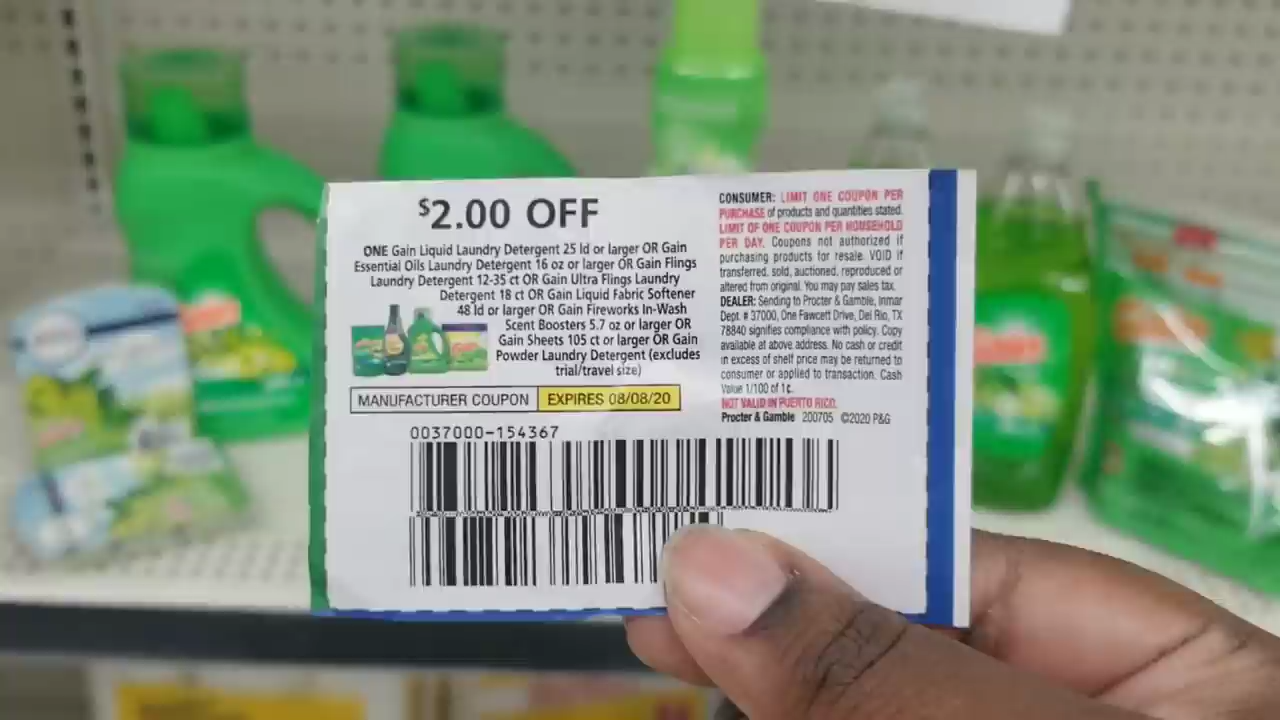 $2.00 OFF
ONE Gain Liquid Laundry Detergent 25 ld or larger OR Gain
Essential Oils Laundry Detergent 16 oz or larger OR Gain Flings
Laundry Detergent 12-35 ct OR Gain Ultra Flings Laundry
Detergent 18 ct OR Gain Liquid Fabric Softener
48 ld or larger OR Gain Fireworks In-Wash
Scent Boosters 5.7 oz or larger OR
Gain Sheets 105 ct or larger OR Gain
Powder Laundry Detergent (excludes
trial/travel size)
MANUFACTURER COUPON EXPIRES 08/08/20
0037000-154367
CONSUMER: LIMIT ONE COUPON PER
PURCHASE of products and quantities stated.
LIMIT OF ONE COUPON PER HOUSEHOLD
PER DAY. Coupons not authorized if
purchasing products for resale. VOID if
transferred, sold, auctioned, reproduced or
altered from original. You may pay sales tax.
DEALER: Sending to Procter & Gamble, Inmar
Dept. # 37000, One Fawcett Drive, Del Rio, TX
78840 signifies compliance with policy. Copy
available at above address. No cash or credit
in excess of shelf price may be returned to
consumer or applied to transaction. Cash
Value 1/100 of 1¢.
NOT VALID IN PUERTO RICO.
Procter & Gamble 200705 ©2020 P&G